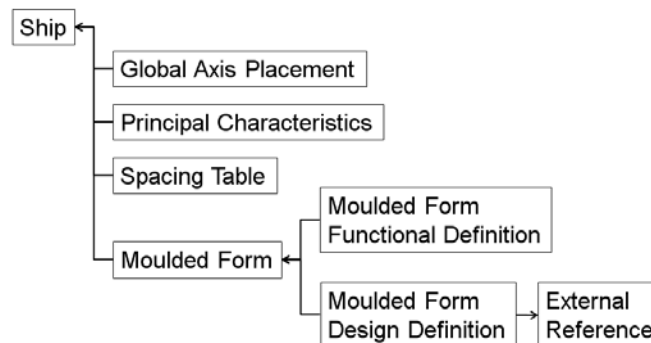 Ship
Global Axis Placement
Principal Characteristics
Spacing Table
Moulded Form
Moulded Form
Functional Definition
Moulded Form
Design Definition
External
Reference